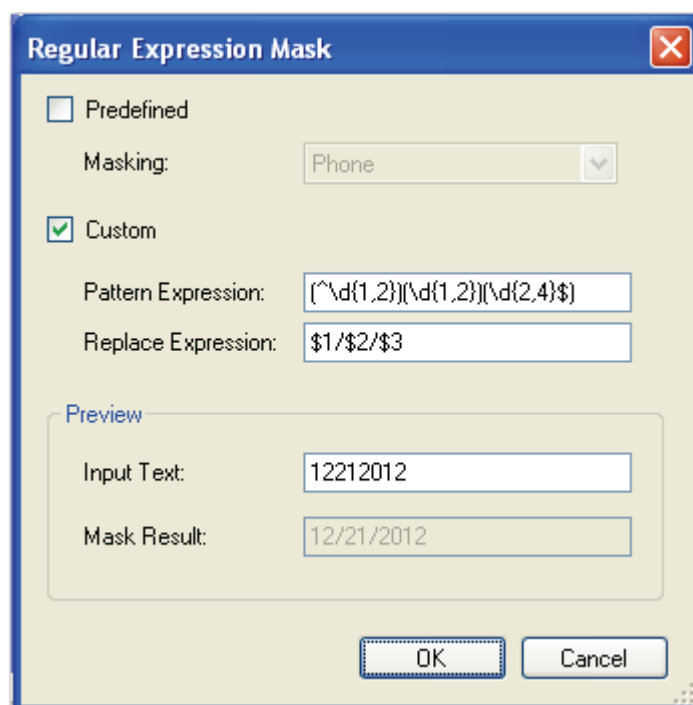 Regular Expression Mask
Predefined
Masking: Phone
Custom
Pattern Expression: (^\d{1,2})(\d{1,2})(\d{2,4}$)
Replace Expression: $1/$2/$3
Preview
Input Text: 12212012
Mask Result: 12/21/2012
OK Cancel